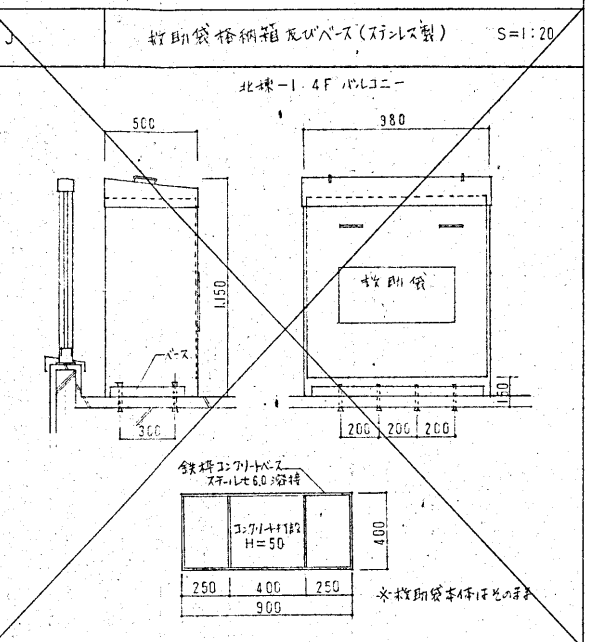 J
救助袋格納箱及びベース(ステンレス製)
S=1:20
北棟-1.4F バルコニー
500
980
1,150
救助袋
ベース
150
300
200 200 200
鉄枠コンクリートベース
スチールt6.0 溶接
コンクリート打設
H=50
400
250 400 250
900
※救助袋本体はそのまま